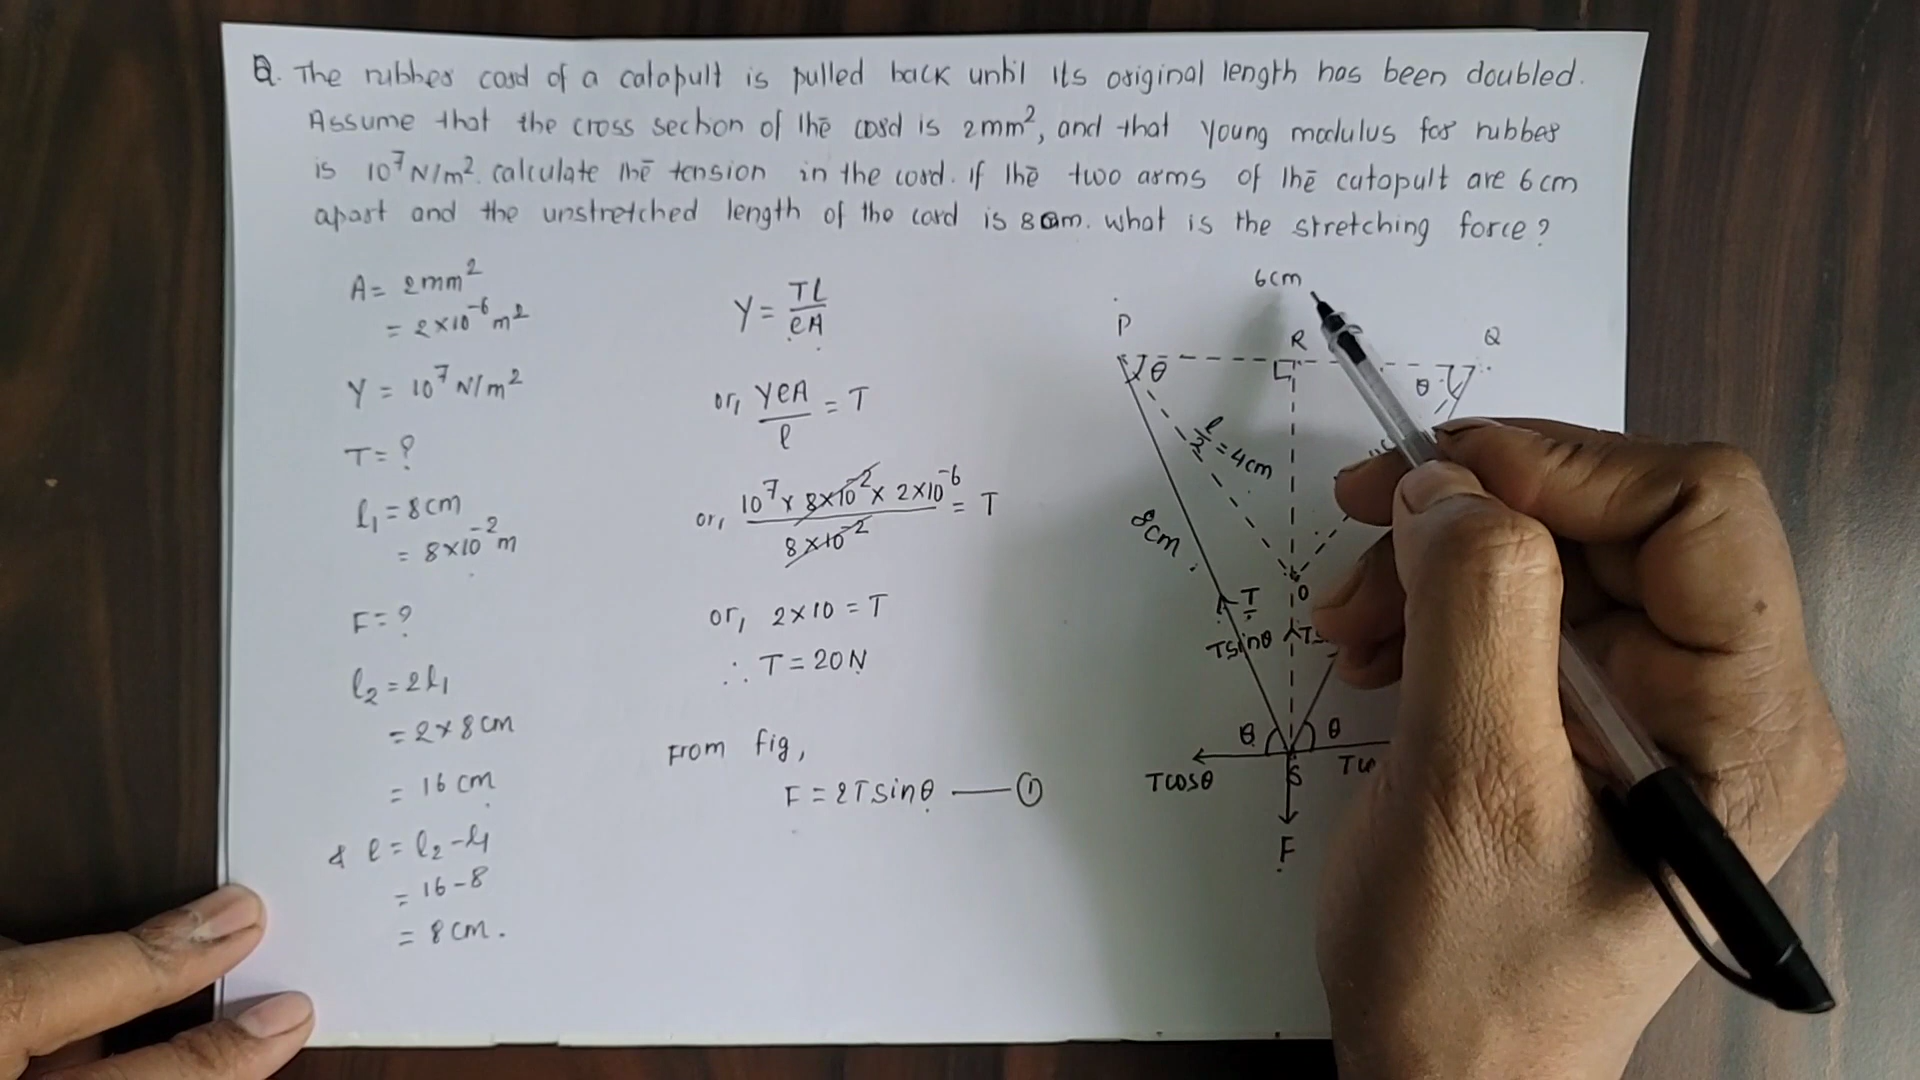 Q. The rubber cord of a catapult is pulled back until its original length has been doubled.
Assume that the cross section of the cord is 2mm², and that young modulus for rubber
is 10⁷ N/m². calculate the tension in the cord. if the two arms of the catapult are 6cm
apart and the unstretched length of the cord is 8cm. what is the stretching force?
A = 2mm²
= 2×10⁻⁶ m²
Y = 10⁷ N/m²
T = ?
l₁ = 8cm
= 8×10⁻² m
F = ?
l₂ = 2l₁
= 2×8cm
= 16cm
& e = l₂-l₁
= 16-8
= 8cm.
Y = Tl/eA
or, YeA/l = T
or, 10⁷ × 8×10⁻² × 2×10⁻⁶ / 8×10⁻² = T
or, 2×10 = T
∴ T = 20N
From fig,
F = 2Tsinθ —— ①
6cm
P
R
Q
θ
θ
l/2 = 4cm
8cm
O
T
Tsinθ
θ
θ
S
Tcosθ
F